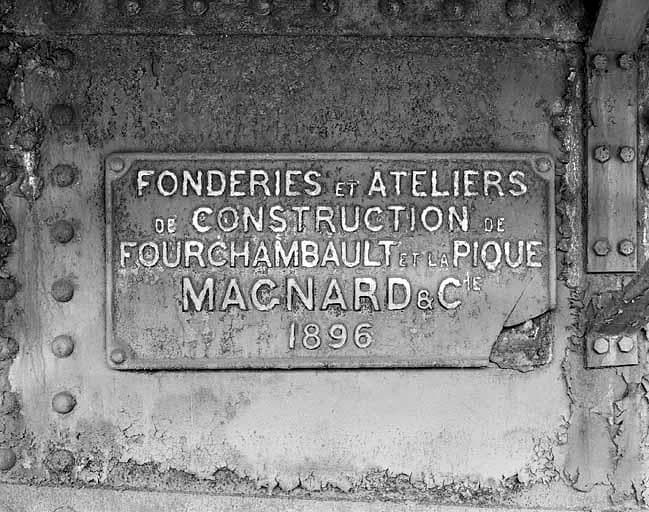 FONDERIES ET ATELIERS
DE CONSTRUCTION DE
FOURCHAMBAULT ET LA PIQUE
MAGNARD & CIE
1896